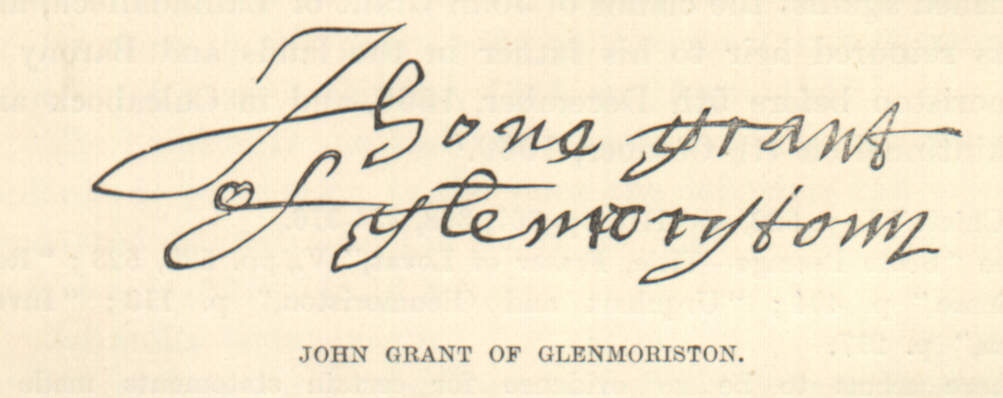 Jhone grant
of glenmorystoun
JOHN GRANT OF GLENMORISTON.